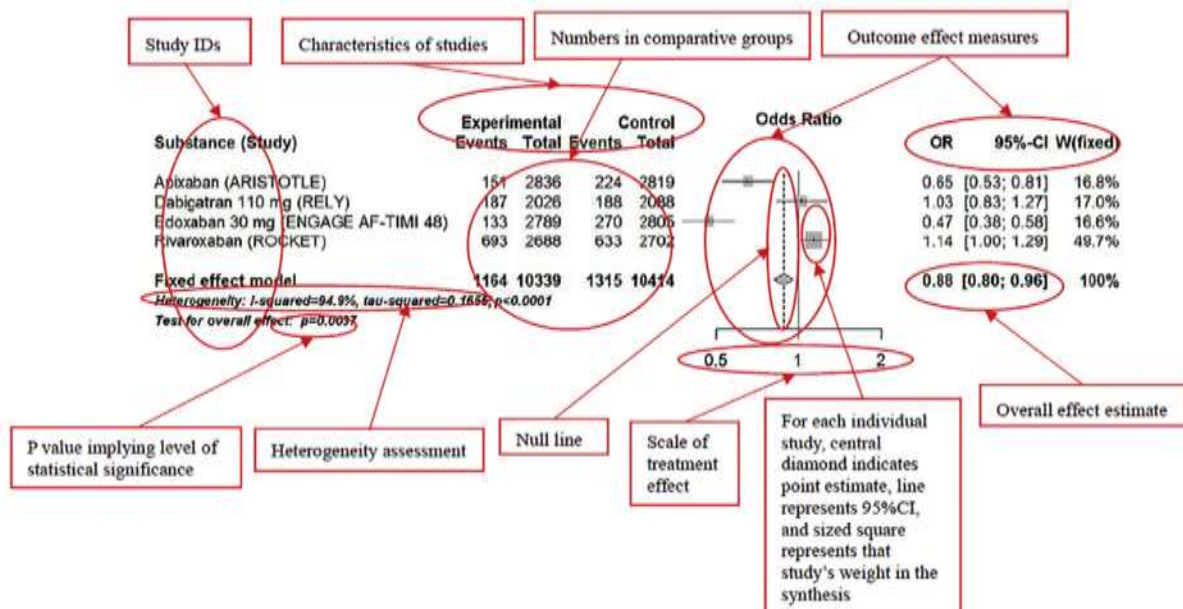 Study IDs
Characteristics of studies
Numbers in comparative groups
Outcome effect measures
Experimental Control Odds Ratio
Substance (Study) Events Total Events Total OR 95%-CI W(fixed)
Apixaban (ARISTOTLE) 151 2836 224 2819 0.65 [0.53; 0.81] 16.8%
Dabigatran 110 mg (RELY) 187 2026 188 2088 1.03 [0.83; 1.27] 17.0%
Edoxaban 30 mg (ENGAGE AF-TIMI 48) 133 2789 270 2805 0.47 [0.38; 0.58] 16.6%
Rivaroxaban (ROCKET) 693 2688 633 2702 1.14 [1.00; 1.29] 49.7%
Fixed effect model 1164 10339 1315 10414 0.88 [0.80; 0.96] 100%
Heterogeneity: I-squared=94.9%, tau-squared=0.1655, p<0.0001
Test for overall effect: p=0.0037
0.5 1 2
P value implying level of
statistical significance
Heterogeneity assessment
Null line
Scale of
treatment
effect
For each individual
study, central
diamond indicates
point estimate, line
represents 95%CI,
and sized square
represents that
study's weight in the
synthesis
Overall effect estimate